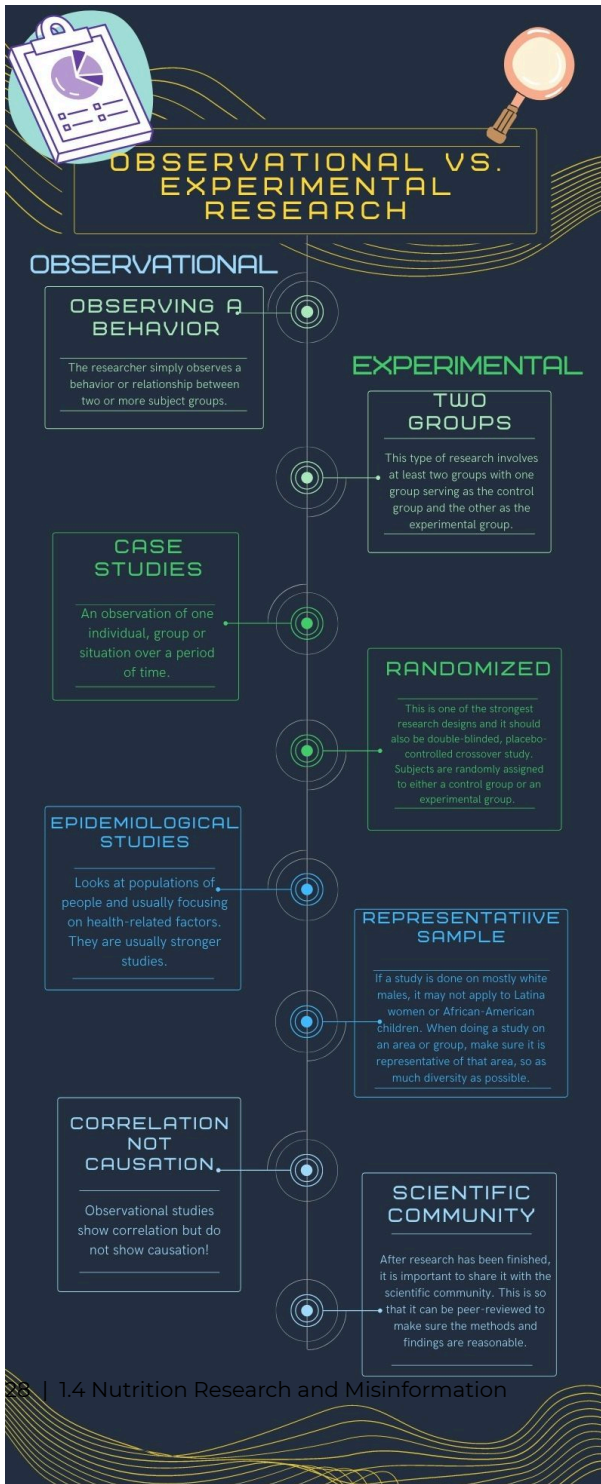 OBSERVATIONAL VS.
EXPERIMENTAL
RESEARCH
OBSERVATIONAL
OBSERVING A
BEHAVIOR
The researcher simply observes a
behavior or relationship between
two or more subject groups.
EXPERIMENTAL
TWO
GROUPS
This type of research involves
at least two groups with one
group serving as the control
group and the other as the
experimental group.
CASE
STUDIES
An observation of one
individual, group or
situation over a period
of time.
RANDOMIZED
This is one of the strongest
research designs and it should
also be double-blinded, placebo-
controlled crossover study.
Subjects are randomly assigned
to either a control group or an
experimental group.
EPIDEMIOLOGICAL
STUDIES
Looks at populations of
people and usually focusing
on health-related factors.
They are usually stronger
studies.
REPRESENTATIIVE
SAMPLE
If a study is done on mostly white
males, it may not apply to Latina
women or African-American
children. When doing a study on
an area or group, make sure it is
representative of that area, so as
much diversity as possible.
CORRELATION
NOT
CAUSATION
Observational studies
show correlation but do
not show causation!
SCIENTIFIC
COMMUNITY
After research has been finished,
it is important to share it with the
scientific community. This is so
that it can be peer-reviewed to
make sure the methods and
findings are reasonable.
28 | 1.4 Nutrition Research and Misinformation